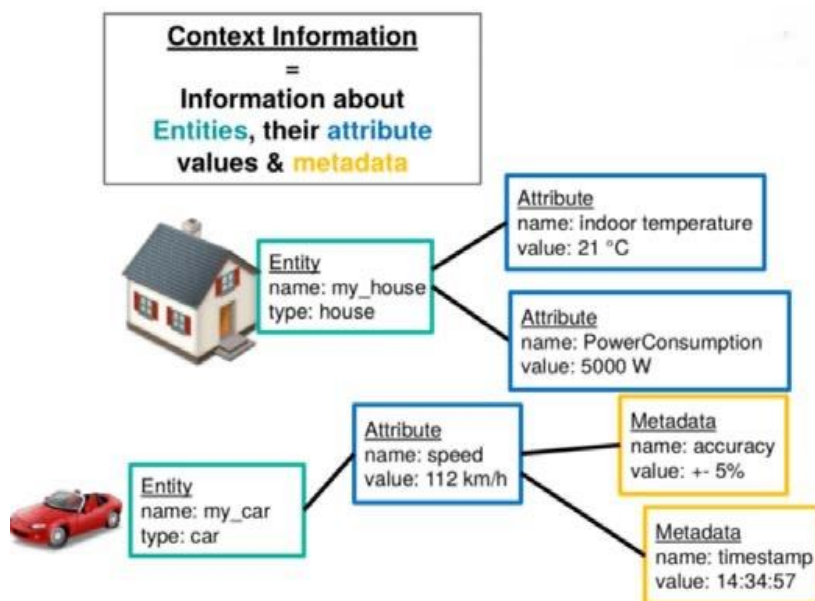 Context Information
=
Information about
Entities, their attribute
values & metadata
Attribute
name: indoor temperature
value: 21 °C
Entity
name: my_house
type: house
Attribute
name: PowerConsumption
value: 5000 W
Attribute
name: speed
value: 112 km/h
Metadata
name: accuracy
value: +- 5%
Entity
name: my_car
type: car
Metadata
name: timestamp
value: 14:34:57